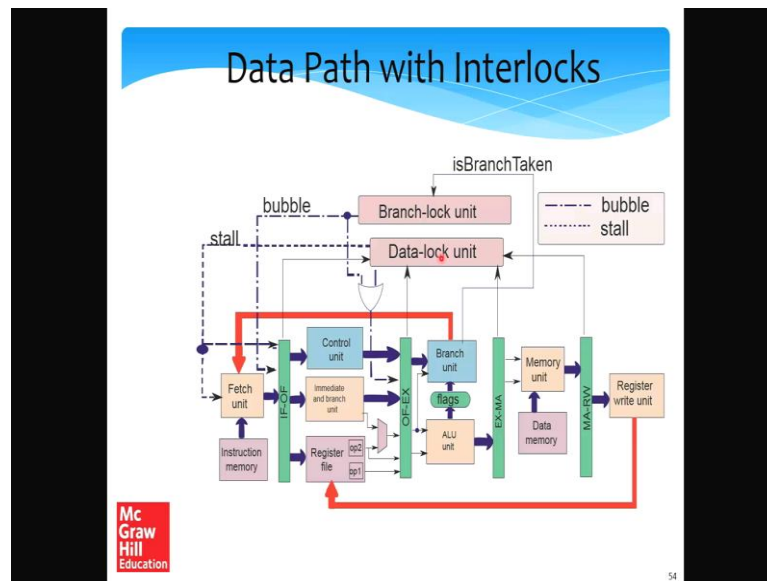 Data Path with Interlocks
isBranchTaken
bubble
Branch-lock unit
bubble
stall
stall
Data-lock unit
Control
unit
Branch
unit
Fetch
unit
IF-OF
Immediate
and branch
unit
OF-EX
flags
EX-MA
Memory
unit
MA-RW
Register
write unit
Instruction
memory
Register
file
op2
op1
ALU
unit
Data
memory
Mc
Graw
Hill
Education
54